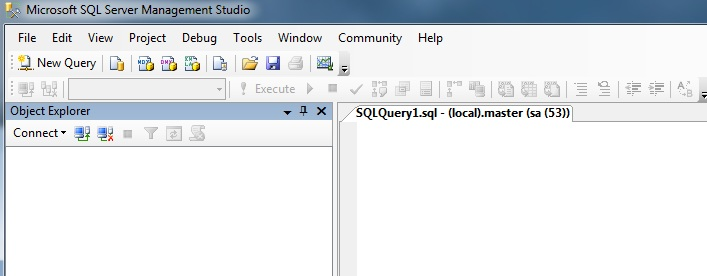 Microsoft SQL Server Management Studio
File Edit View Project Debug Tools Window Community Help
New Query
Execute
Object Explorer
SQLQuery1.sql - (local).master (sa (53))
Connect